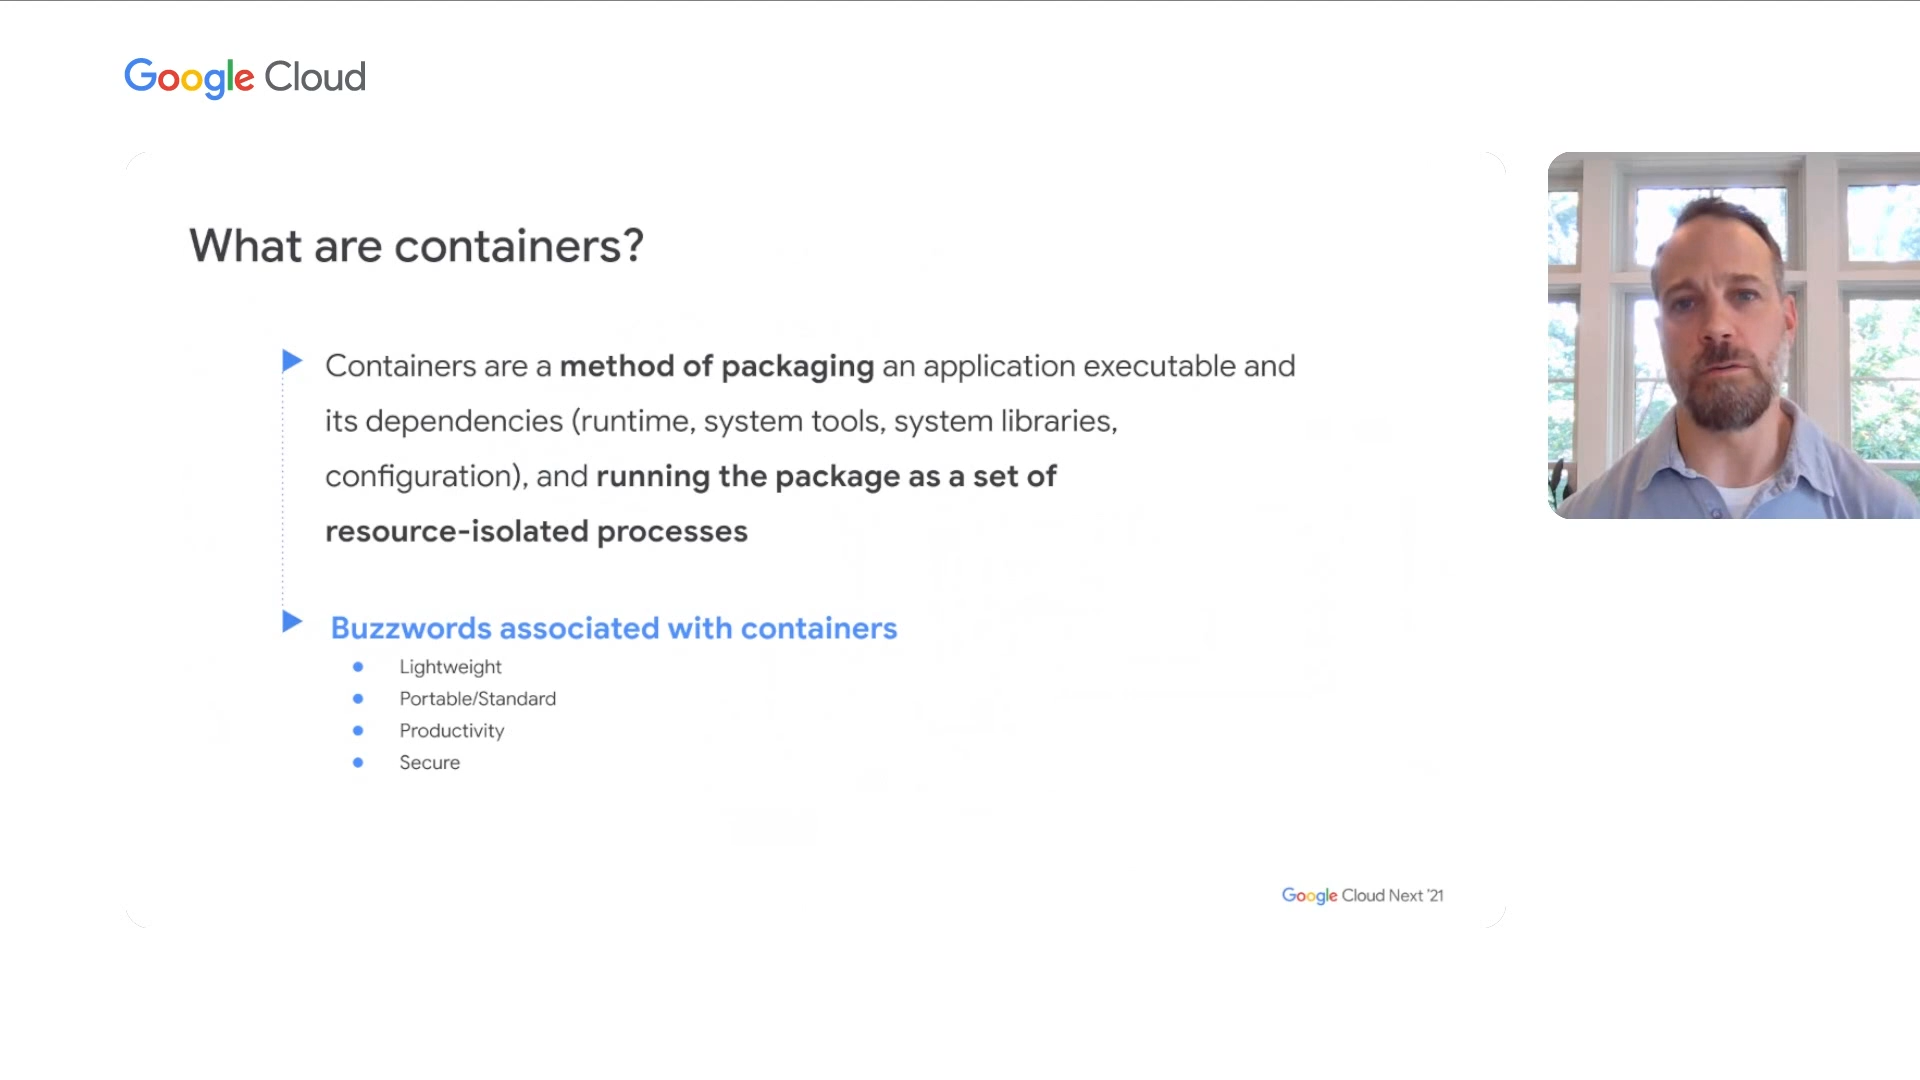 Google Cloud
What are containers?
Containers are a method of packaging an application executable and
its dependencies (runtime, system tools, system libraries,
configuration), and running the package as a set of
resource-isolated processes
Buzzwords associated with containers
Lightweight
Portable/Standard
Productivity
Secure
Google Cloud Next '21